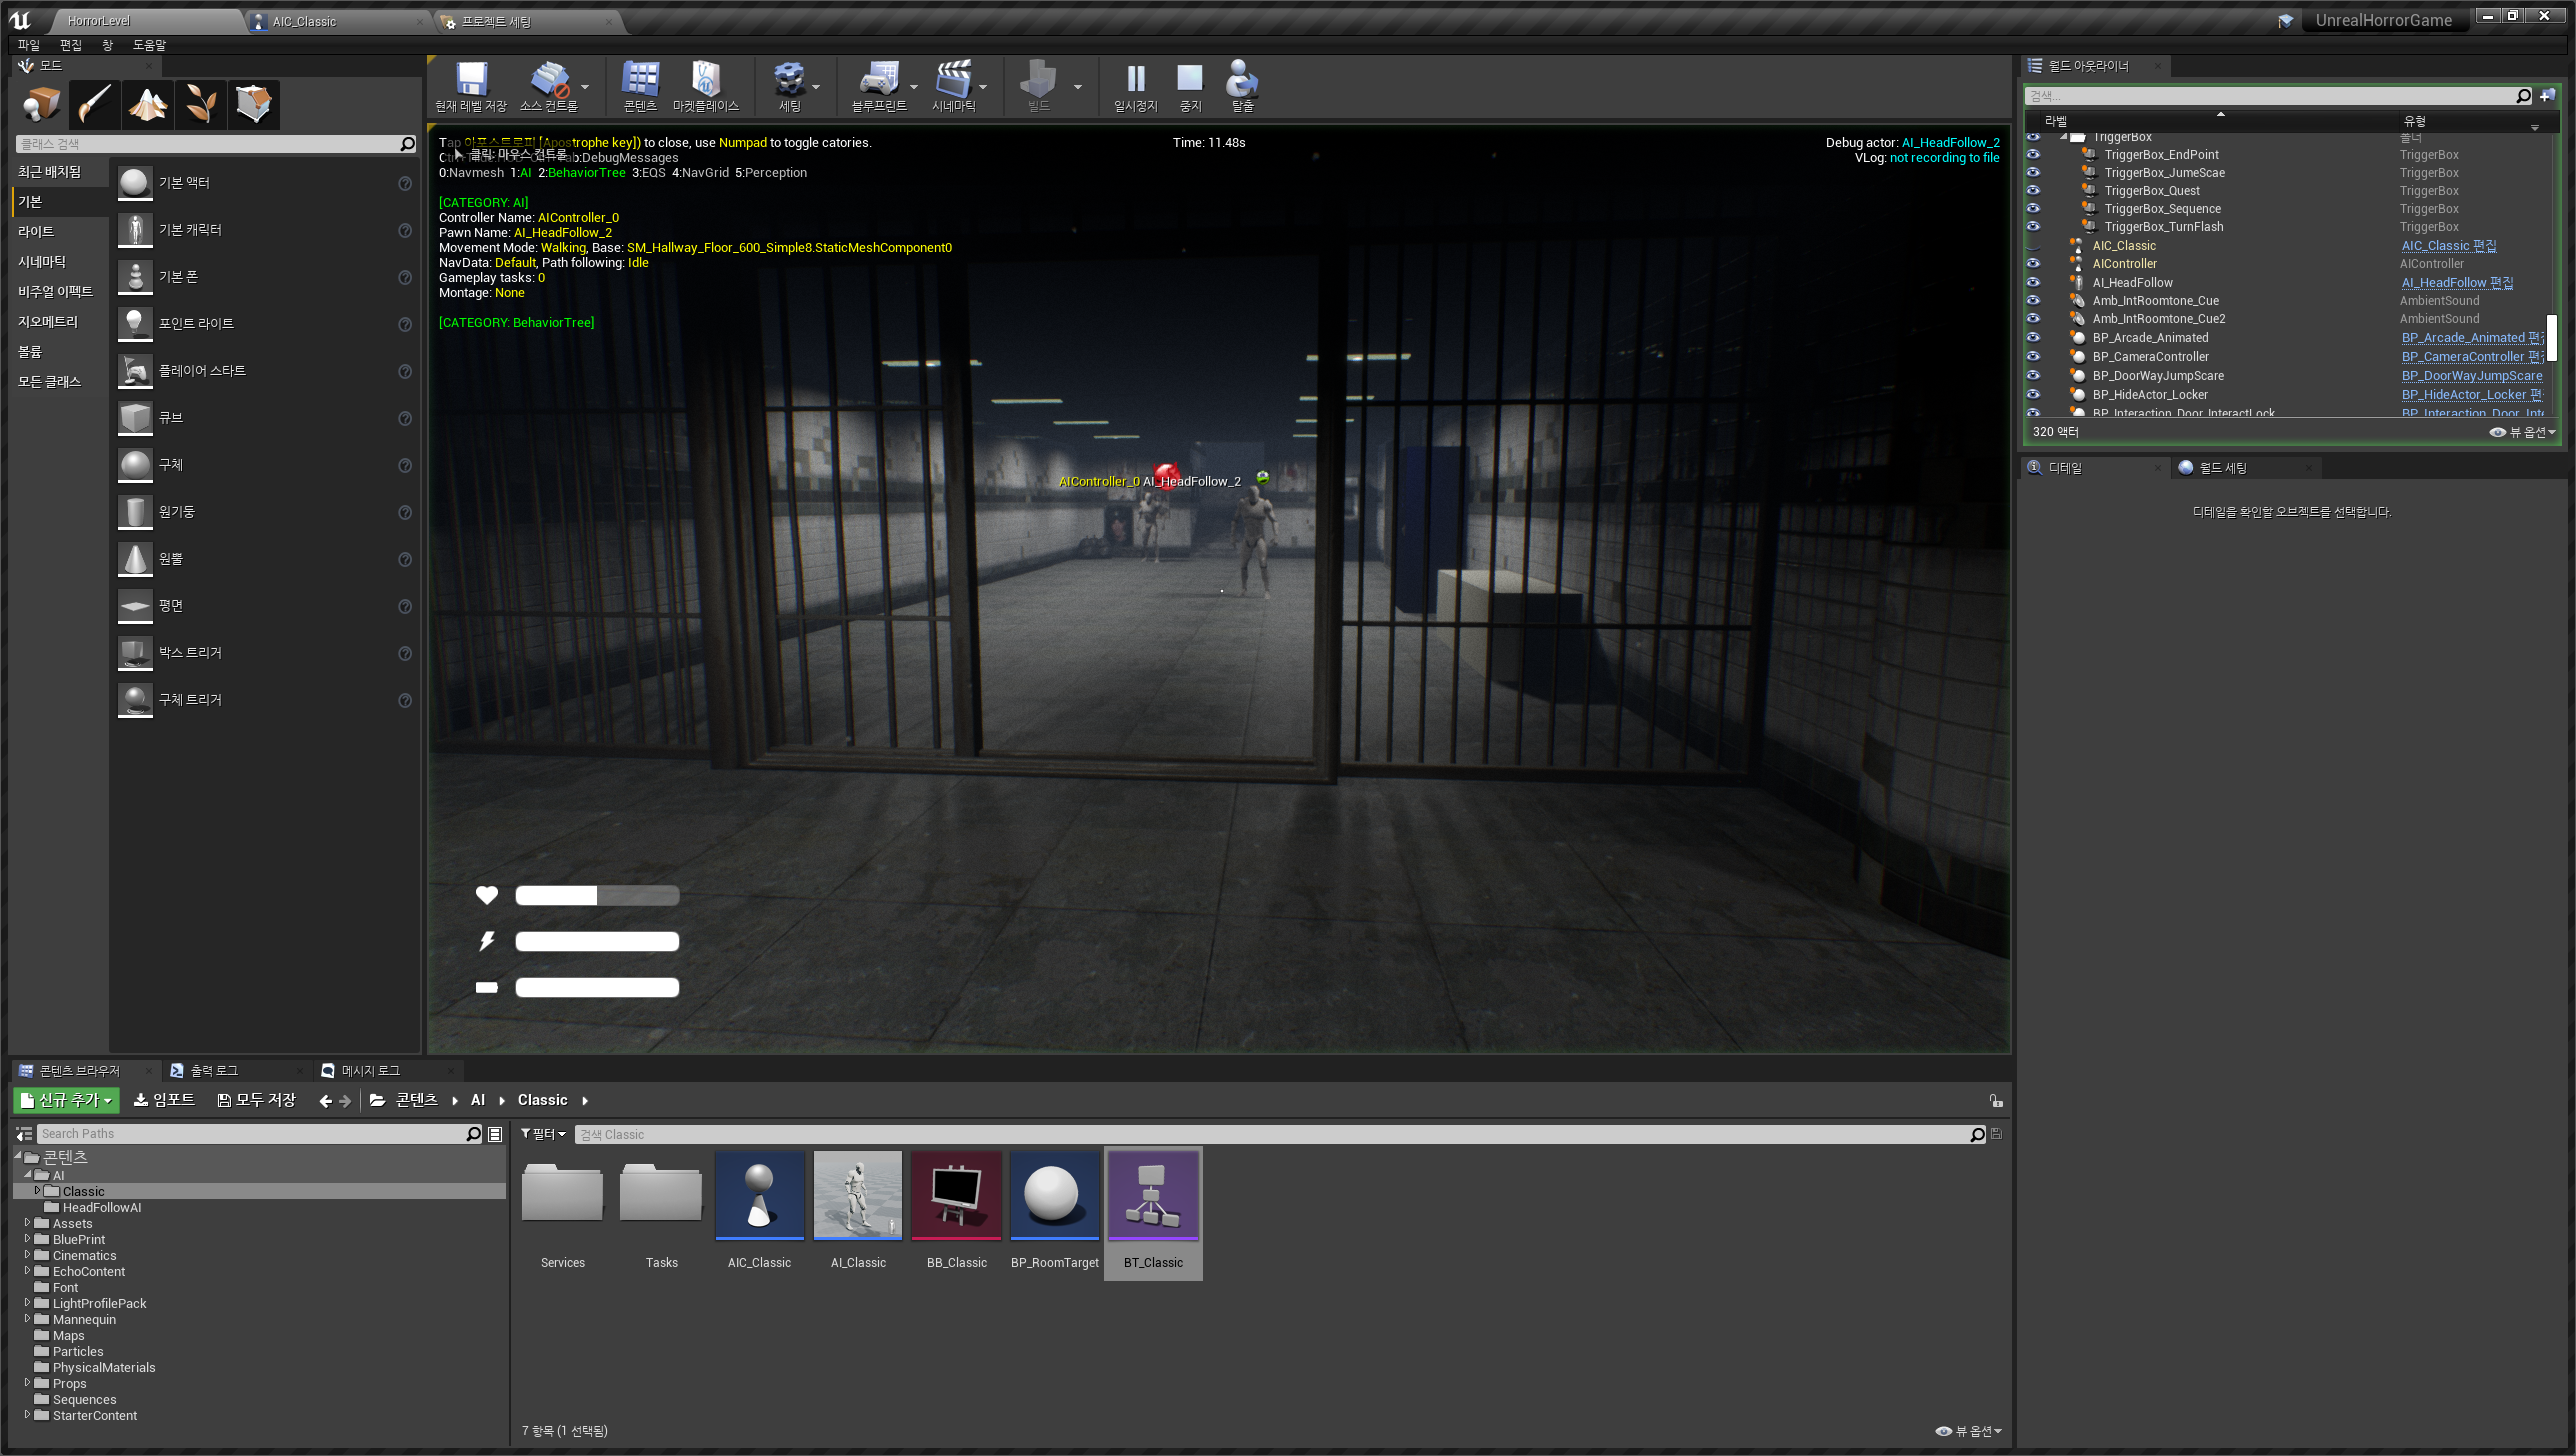 HorrorLevel
AIC_Classic
프로젝트 세팅
UnrealHorrorGame
파일 편집 창 도움말
모드
클래스 검색
최근 배치됨
기본
라이트
시네마틱
비주얼 이펙트
지오메트리
볼륨
모든 클래스
기본 액터
기본 캐릭터
기본 폰
포인트 라이트
플레이어 스타트
큐브
구체
원기둥
원뿔
평면
박스 트리거
구체 트리거
현재 레벨 저장
소스 컨트롤
콘텐츠
마켓플레이스
세팅
블루프린트
시네마틱
빌드
일시정지
중지
탈출
Tap 아포스트로피 [Apostrophe key]) to close, use Numpad to toggle catories.
클릭: 마우스 컨트롤
:DebugMessages
0:Navmesh 1:AI 2:BehaviorTree 3:EQS 4:NavGrid 5:Perception
Time: 11.48s
Debug actor: AI_HeadFollow_2
VLog: not recording to file
[CATEGORY: AI]
Controller Name: AIController_0
Pawn Name: AI_HeadFollow_2
Movement Mode: Walking, Base: SM_Hallway_Floor_600_Simple8.StaticMeshComponent0
NavData: Default, Path following: Idle
Gameplay tasks: 0
Montage: None
[CATEGORY: BehaviorTree]
AIController_0 AI_HeadFollow_2
월드 아웃라이너
검색...
라벨 유형
TriggerBox 폴더
TriggerBox_EndPoint TriggerBox
TriggerBox_JumeScae TriggerBox
TriggerBox_Quest TriggerBox
TriggerBox_Sequence TriggerBox
TriggerBox_TurnFlash TriggerBox
AIC_Classic AIC_Classic 편집
AIController AIController
AI_HeadFollow AI_HeadFollow 편집
Amb_IntRoomtone_Cue AmbientSound
Amb_IntRoomtone_Cue2 AmbientSound
BP_Arcade_Animated BP_Arcade_Animated
BP_CameraController BP_CameraController
BP_DoorWayJumpScare BP_DoorWayJumpScare
BP_HideActor_Locker BP_HideActor_Locker
BP_Interaction_Door_InteractLock BP_Interaction_Door_Inte
320 액터
뷰 옵션
디테일
월드 세팅
디테일을 확인할 오브젝트를 선택합니다.
콘텐츠 브라우저
출력 로그
메시지 로그
신규 추가
임포트
모두 저장
콘텐츠
AI
Classic
Search Paths
콘텐츠
AI
Classic
HeadFollowAI
Assets
BluePrint
Cinematics
EchoContent
Font
LightProfilePack
Mannequin
Maps
Particles
PhysicalMaterials
Props
Sequences
StarterContent
필터
검색 Classic
Services
Tasks
AIC_Classic
AI_Classic
BB_Classic
BP_RoomTarget
BT_Classic
7 항목 (1 선택됨)
뷰 옵션